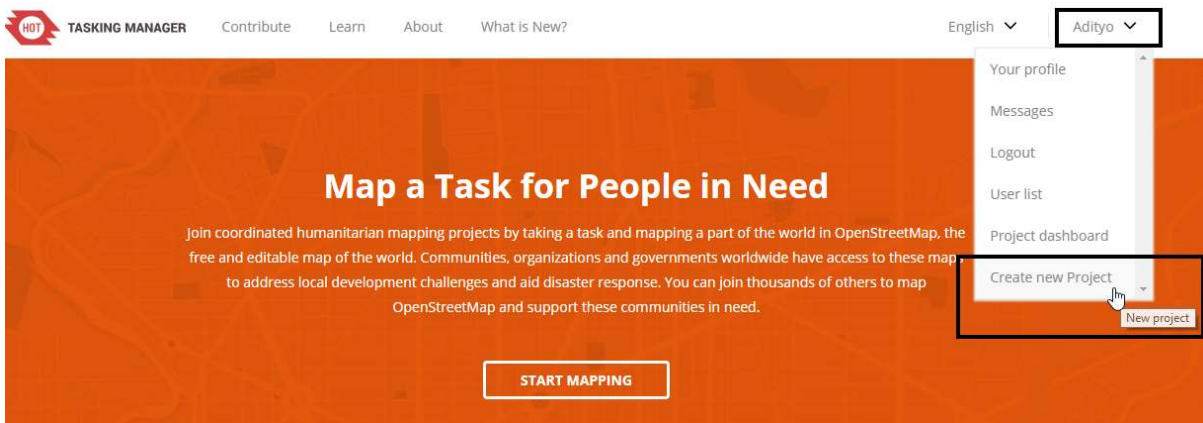 HOT TASKING MANAGER Contribute Learn About What is New? English Adityo
Your profile
Messages
Logout
User list
Project dashboard
Create new Project
New project
Map a Task for People in Need
Join coordinated humanitarian mapping projects by taking a task and mapping a part of the world in OpenStreetMap, the
free and editable map of the world. Communities, organizations and governments worldwide have access to these maps
to address local development challenges and aid disaster response. You can join thousands of others to map
OpenStreetMap and support these communities in need.
START MAPPING